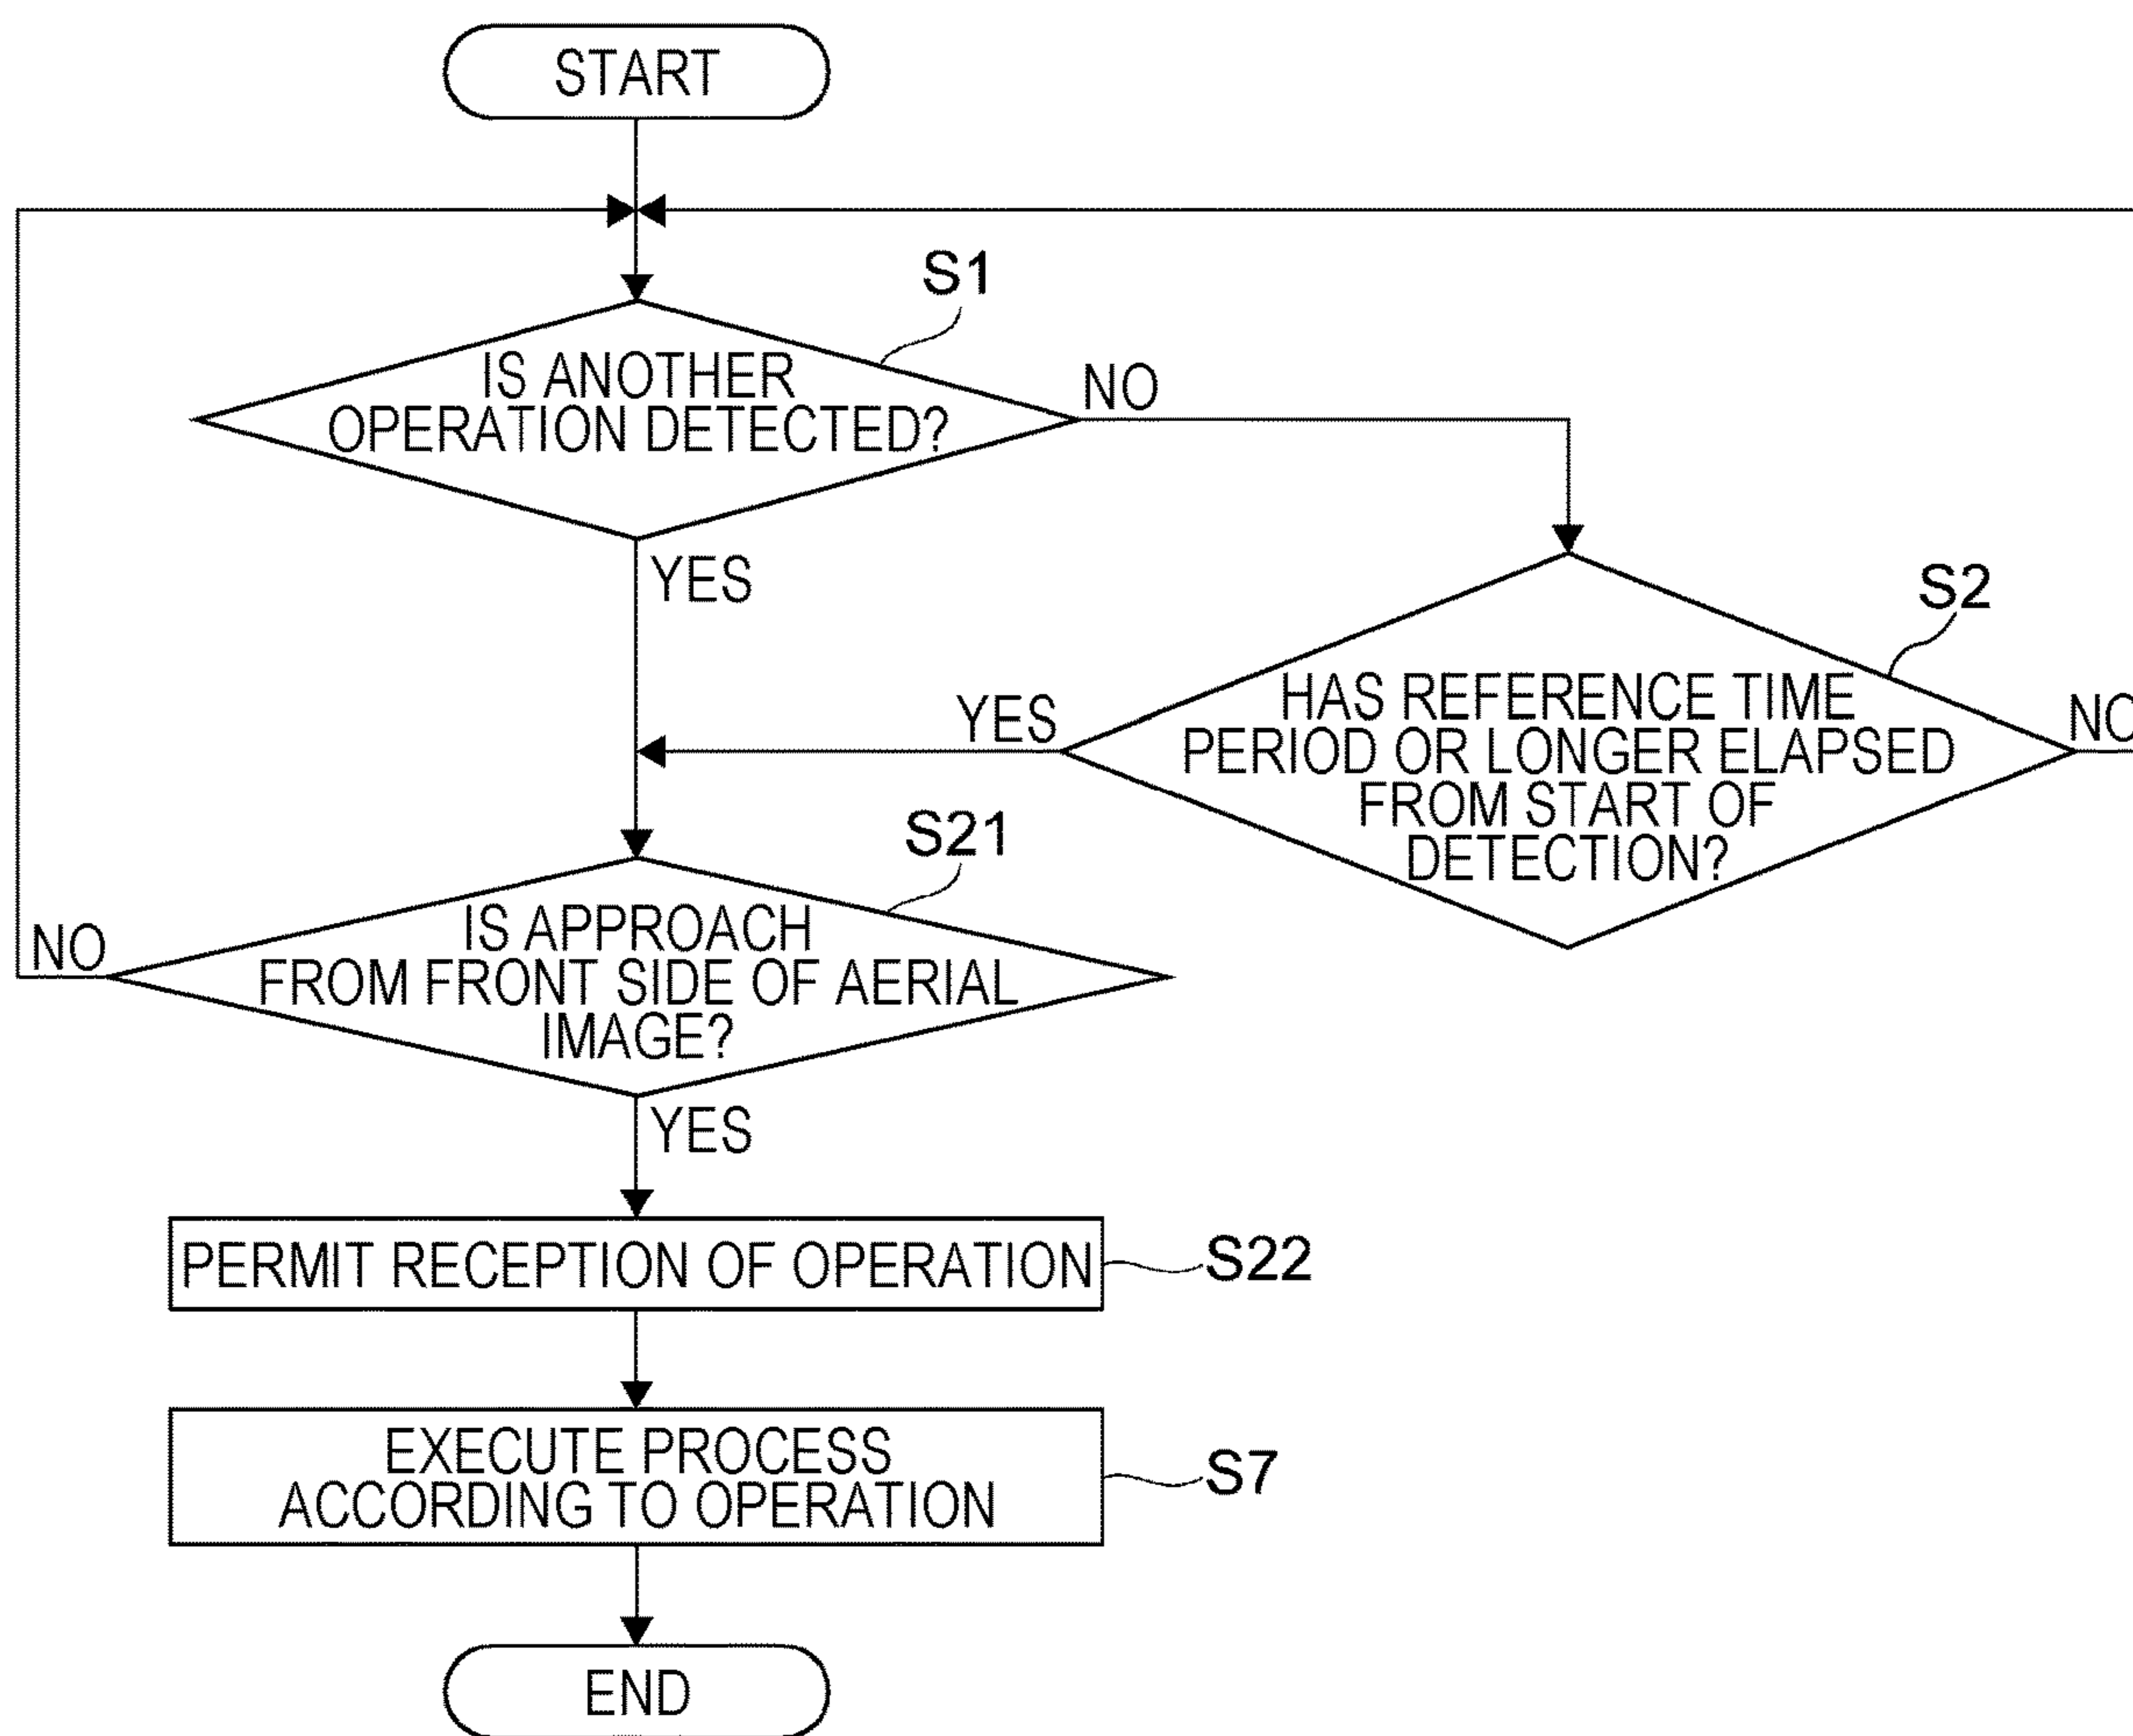 START
S1
IS ANOTHER
OPERATION DETECTED?
NO
YES
S2
HAS REFERENCE TIME
PERIOD OR LONGER ELAPSED
FROM START OF
DETECTION?
YES
NO
S21
IS APPROACH
FROM FRONT SIDE OF AERIAL
IMAGE?
NO
YES
PERMIT RECEPTION OF OPERATION
S22
EXECUTE PROCESS
ACCORDING TO OPERATION
S7
END